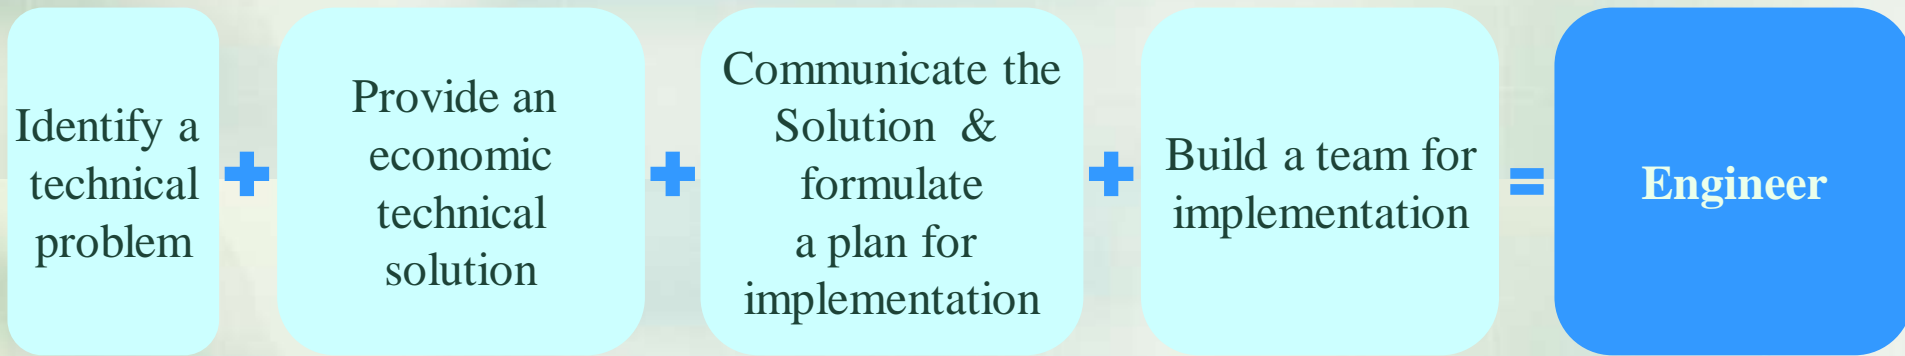 Identify a
technical
problem
+
Provide an
economic
technical
solution
+
Communicate the
Solution &
formulate
a plan for
implementation
+
Build a team for
implementation
=
Engineer